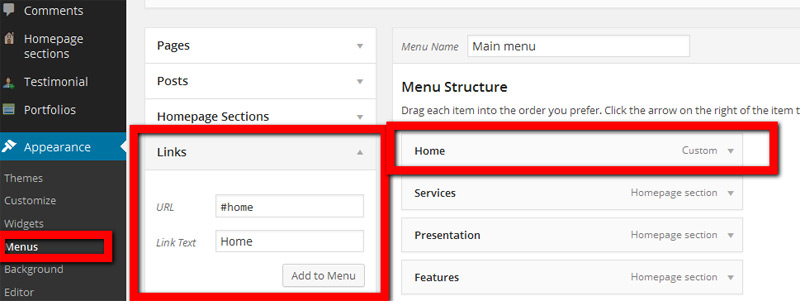 Comments
Homepage
sections
Testimonial
Portfolios
Appearance
Themes
Customize
Widgets
Menus
Background
Editor
Pages
Posts
Homepage Sections
Links
URL #home
Link Text Home
Add to Menu
Menu Name Main menu
Menu Structure
Drag each item into the order you prefer. Click the arrow on the right of the item t
Home Custom
Services Homepage section
Presentation Homepage section
Features Homepage section